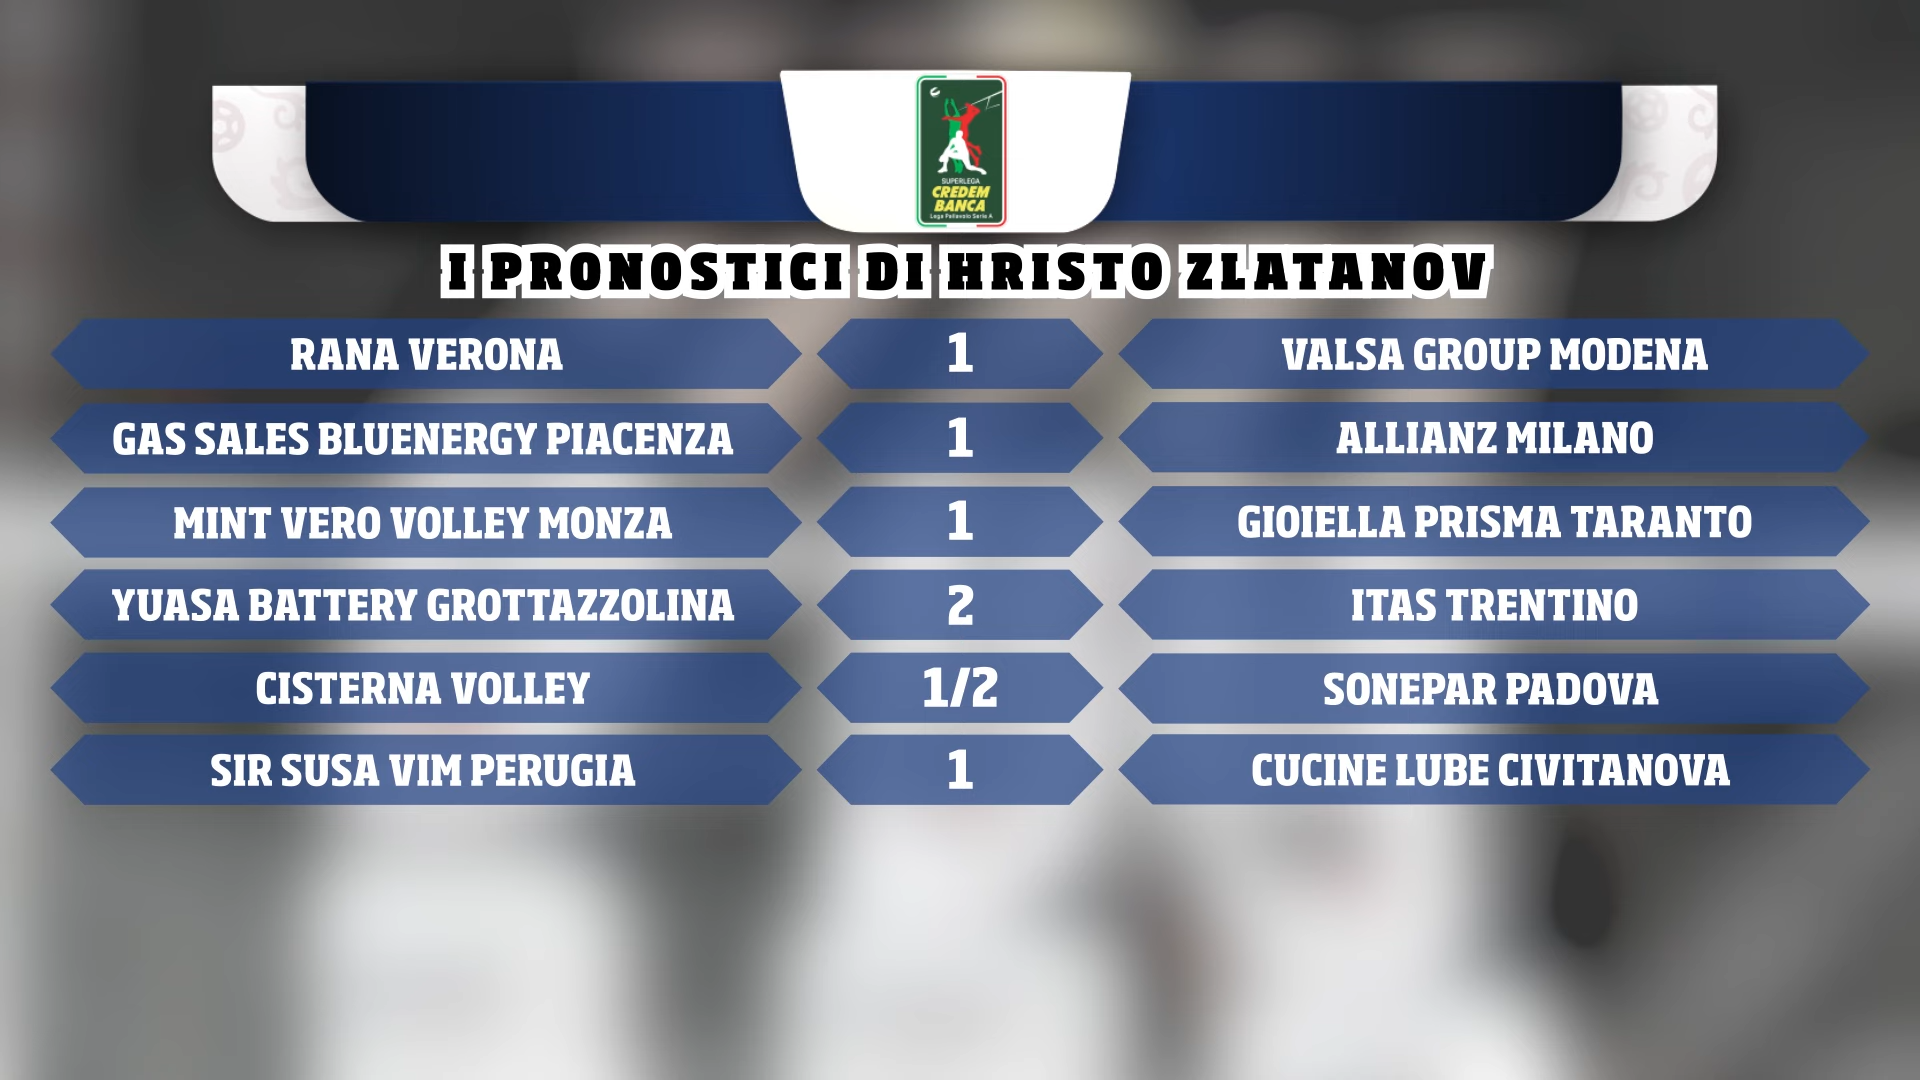 SUPERLEGA
CREDEM
BANCA
Lega Pallavolo Serie A
I PRONOSTICI DI HRISTO ZLATANOV
RANA VERONA 1 VALSA GROUP MODENA
GAS SALES BLUENERGY PIACENZA 1 ALLIANZ MILANO
MINT VERO VOLLEY MONZA 1 GIOIELLA PRISMA TARANTO
YUASA BATTERY GROTTAZZOLINA 2 ITAS TRENTINO
CISTERNA VOLLEY 1/2 SONEPAR PADOVA
SIR SUSA VIM PERUGIA 1 CUCINE LUBE CIVITANOVA